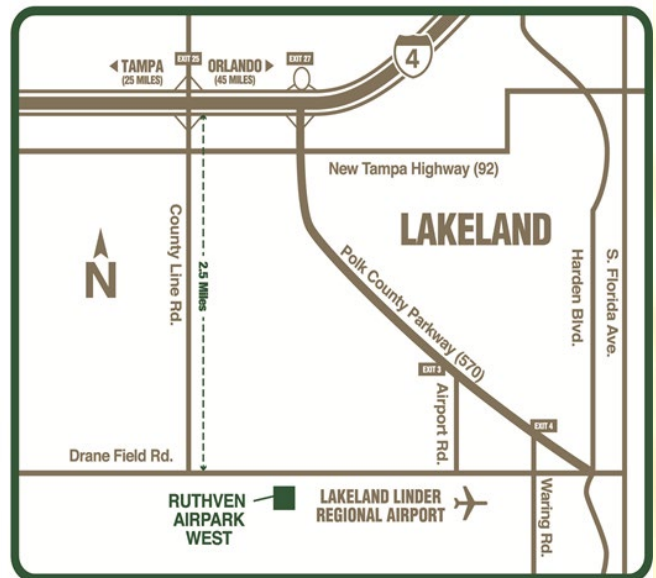 EXIT 25
EXIT 27
4
TAMPA
(25 MILES)
ORLANDO
(45 MILES)
New Tampa Highway (92)
LAKELAND
County Line Rd.
2.5 Miles
N
Polk County Parkway (570)
Harden Blvd.
S. Florida Ave.
EXIT 3
Airport Rd.
EXIT 4
Drane Field Rd.
RUTHVEN
AIRPARK
WEST
LAKELAND LINDER
REGIONAL AIRPORT
Waring Rd.